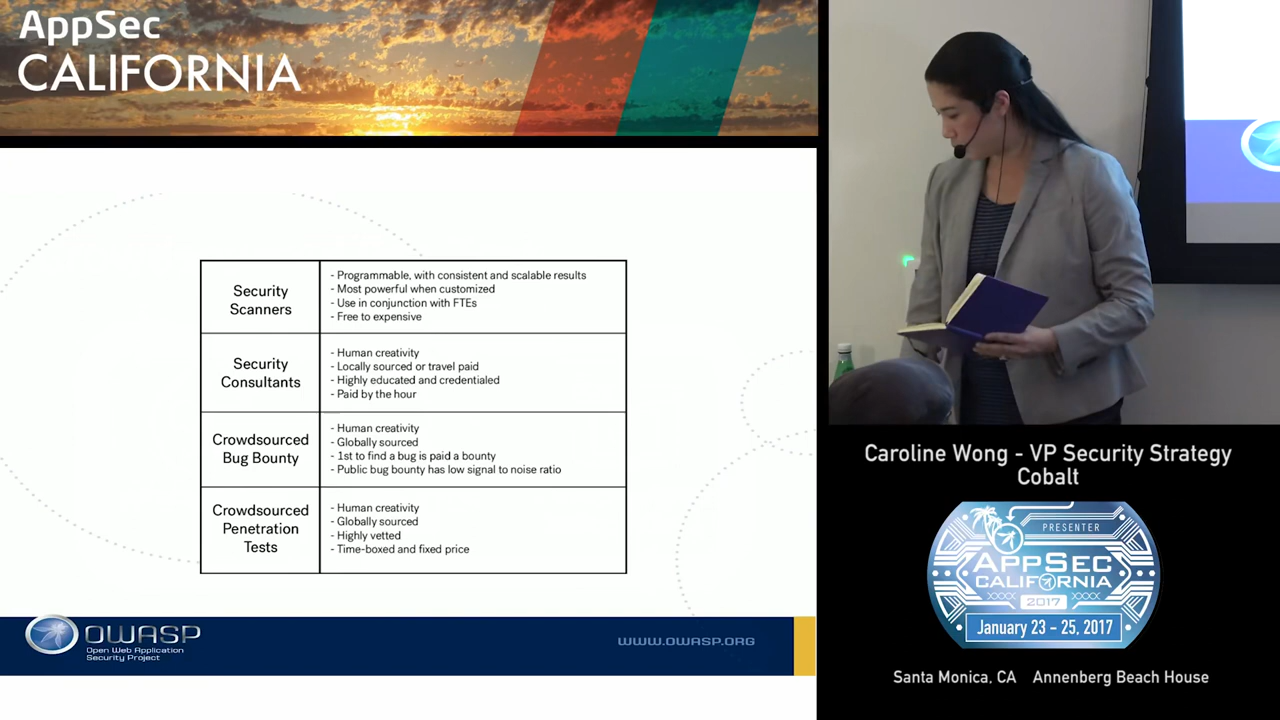 AppSec
CALIFORNIA
Security
Scanners
- Programmable, with consistent and scalable results
- Most powerful when customized
- Use in conjunction with FTEs
- Free to expensive
Security
Consultants
- Human creativity
- Locally sourced or travel paid
- Highly educated and credentialed
- Paid by the hour
Crowdsourced
Bug Bounty
- Human creativity
- Globally sourced
- 1st to find a bug is paid a bounty
- Public bug bounty has low signal to noise ratio
Crowdsourced
Penetration
Tests
- Human creativity
- Globally sourced
- Highly vetted
- Time-boxed and fixed price
OWASP
Open Web Application
Security Project
WWW.OWASP.ORG
Caroline Wong - VP Security Strategy
Cobalt
PRESENTER
APPSEC
CALIFORNIA
2017
January 23 - 25, 2017
Santa Monica, CA Annenberg Beach House